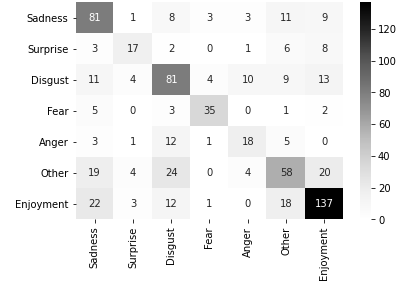 Sadness 81 1 8 3 3 11 9
Surprise 3 17 2 0 1 6 8
Disgust 11 4 81 4 10 9 13
Fear 5 0 3 35 0 1 2
Anger 3 1 12 1 18 5 0
Other 19 4 24 0 4 58 20
Enjoyment 22 3 12 1 0 18 137
Sadness Surprise Disgust Fear Anger Other Enjoyment
120
100
80
60
40
20
0